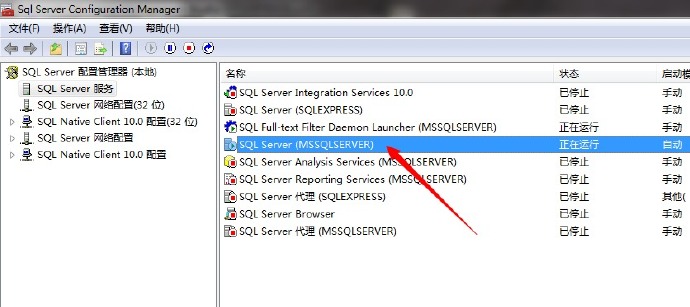 Sql Server Configuration Manager
文件(F) 操作(A) 查看(V) 帮助(H)
SQL Server 配置管理器 (本地)
SQL Server 服务
SQL Server 网络配置(32 位)
SQL Native Client 10.0 配置(32 位)
SQL Server 网络配置
SQL Native Client 10.0 配置
名称 状态 启动模
SQL Server Integration Services 10.0 已停止 手动
SQL Server (SQLEXPRESS) 已停止 手动
SQL Full-text Filter Daemon Launcher (MSSQLSERVER) 正在运行 手动
SQL Server (MSSQLSERVER) 正在运行 自动
SQL Server Analysis Services (MSSQLSERVER) 已停止 手动
SQL Server Reporting Services (MSSQLSERVER) 已停止 手动
SQL Server 代理 (SQLEXPRESS) 已停止 其他(
SQL Server Browser 已停止 手动
SQL Server 代理 (MSSQLSERVER) 已停止 手动